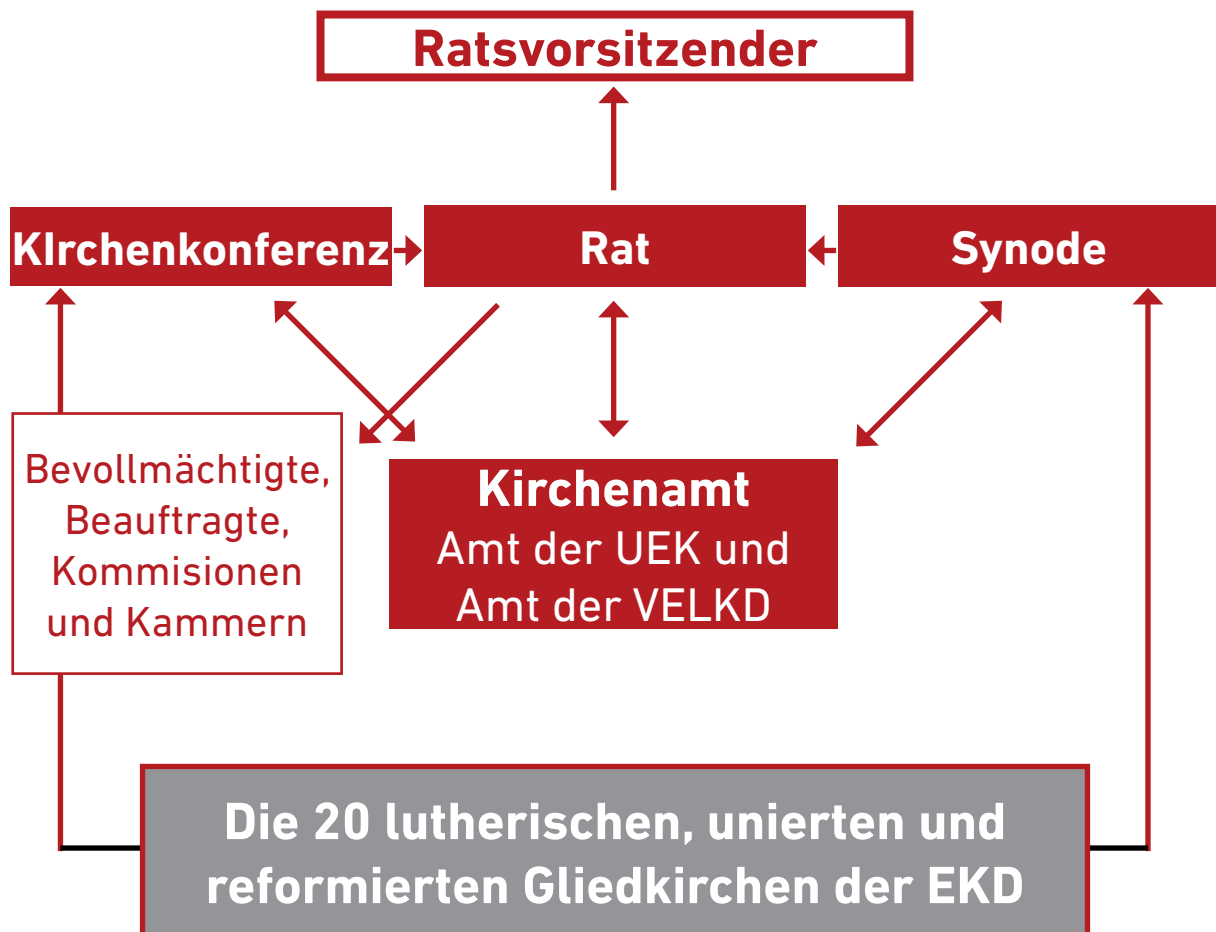 Ratsvorsitzender
KIrchenkonferenz
Rat
Synode
Bevollmächtigte,
Beauftragte,
Kommisionen
und Kammern
Kirchenamt
Amt der UEK und
Amt der VELKD
Die 20 lutherischen, unierten und
reformierten Gliedkirchen der EKD